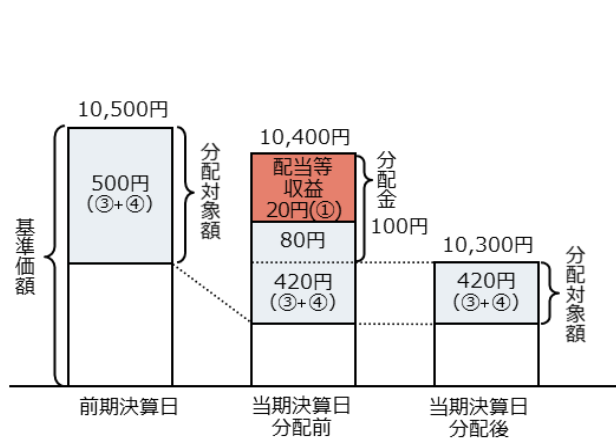 10,500円
500円
(③+④)
分配対象額
基準価額
前期決算日
10,400円
配当等
収益
20円(①)
80円
420円
(③+④)
分配金
100円
当期決算日
分配前
10,300円
420円
(③+④)
分配対象額
当期決算日
分配後